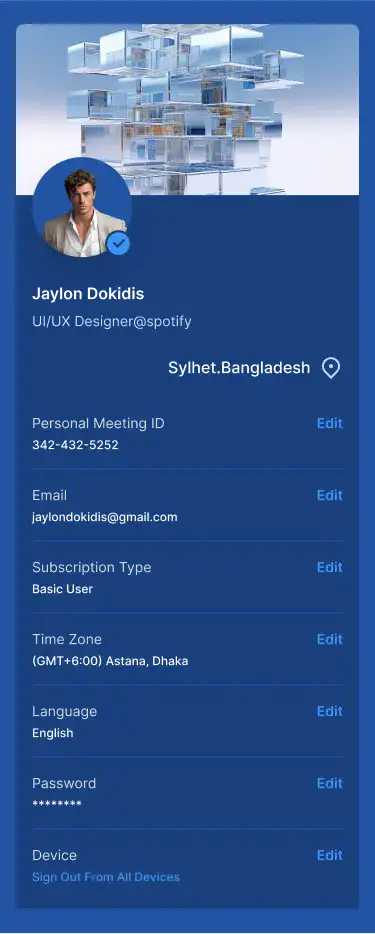 Jaylon Dokidis
UI/UX Designer@spotify
Sylhet.Bangladesh
Personal Meeting ID Edit
342-432-5252
Email Edit
jaylondokidis@gmail.com
Subscription Type Edit
Basic User
Time Zone Edit
(GMT+6:00) Astana, Dhaka
Language Edit
English
Password Edit
********
Device Edit
Sign Out From All Devices